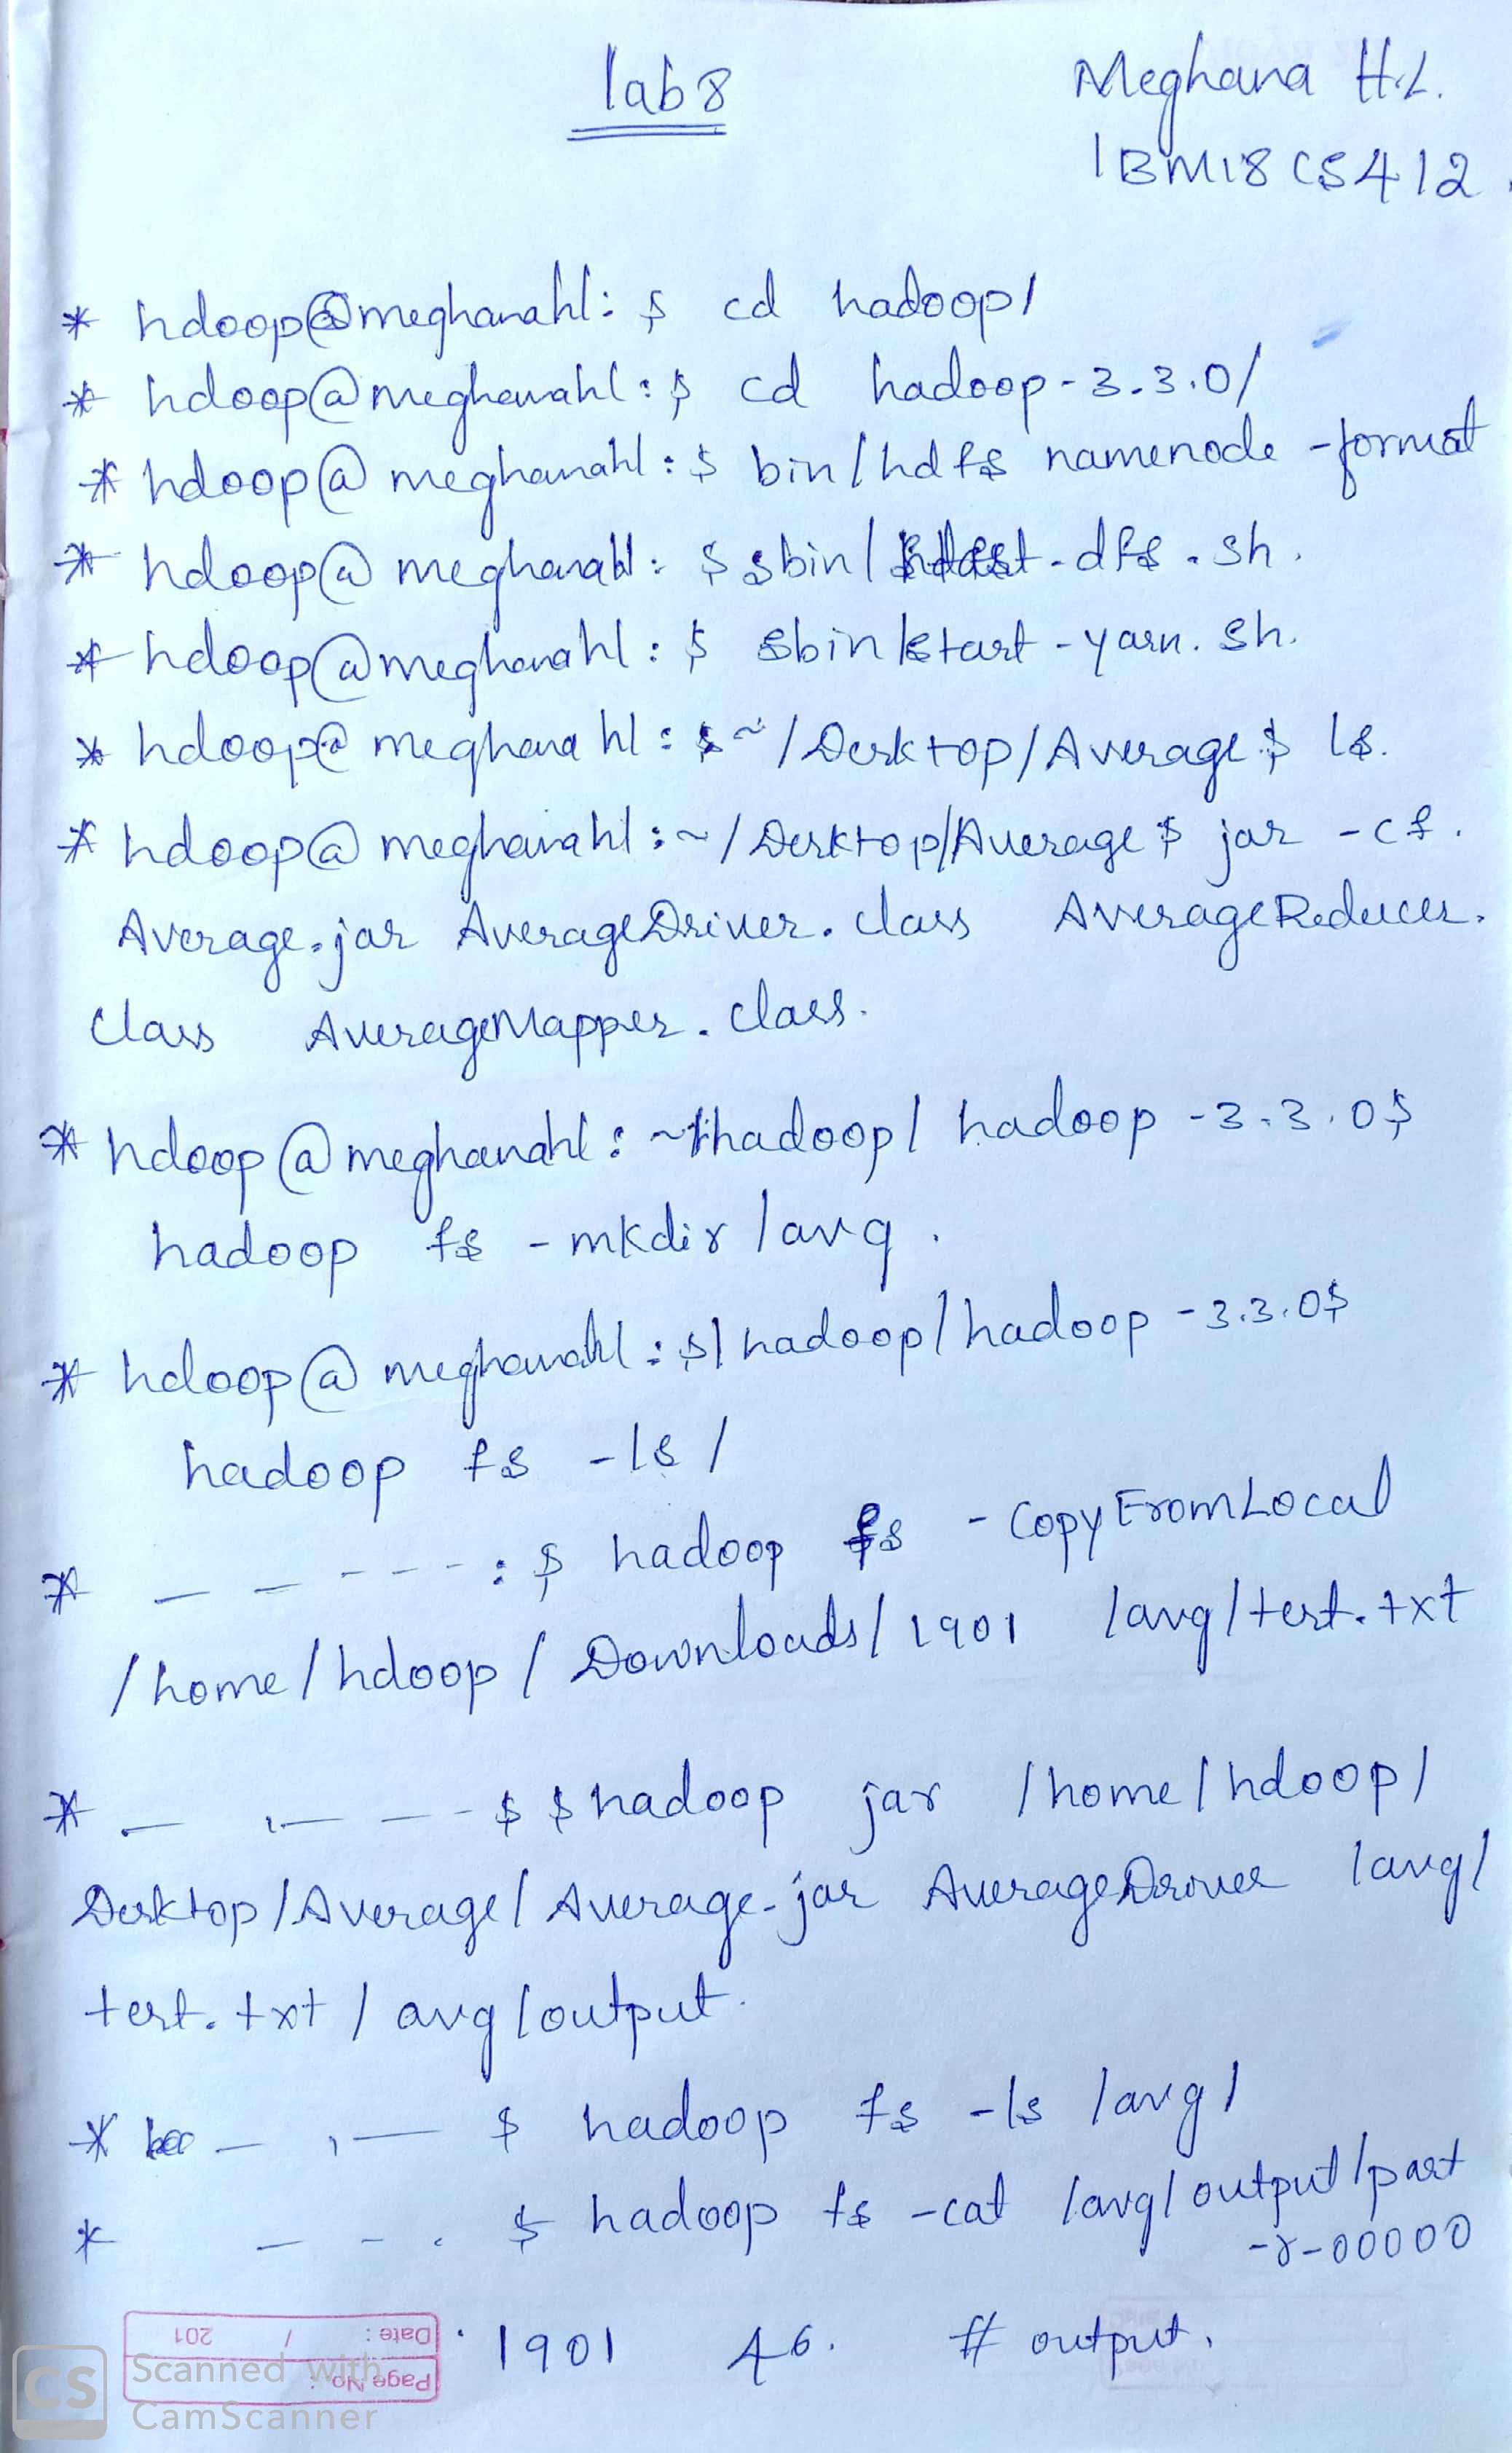 lab 8
Meghana H.L.
1BM18CS412.
* hdoop@meghanahl: $ cd hadoop/
* hdoop@meghanahl: $ cd hadoop-3.3.0/
* hdoop@meghanahl: $ bin/hdfs namenode -format
* hdoop@meghanahl: $ sbin/start-dfs.sh.
* hdoop@meghanahl: $ sbin/start-yarn.sh.
* hdoop@meghanahl: $~/Desktop/Average$ ls.
* hdoop@meghanahl:~/Desktop/Average$ jar -cf.
Average.jar AverageDriver.class AverageReducer.
Class AverageMapper.class.
* hdoop@meghanahl: ~/hadoop/hadoop-3.3.0$
hadoop fs -mkdir /avg.
* hdoop@meghanahl: $/hadoop/hadoop-3.3.0$
hadoop fs -ls /
* _ _ - - - - : $ hadoop fs -CopyFromLocal
/home/hdoop/Downloads/1901 /avg/test.txt
* _ _ _ - $ $ hadoop jar /home/hdoop/
Desktop/Average/Average.jar AverageDriver /avg/
test.txt /avg/output.
* _ , _ $ hadoop fs -ls /avg/
* _ - . $ hadoop fs -cat /avg/output/part
-r-00000
1901 46. # output.
Date: / 201
Page No.:
CS Scanned with
CamScanner